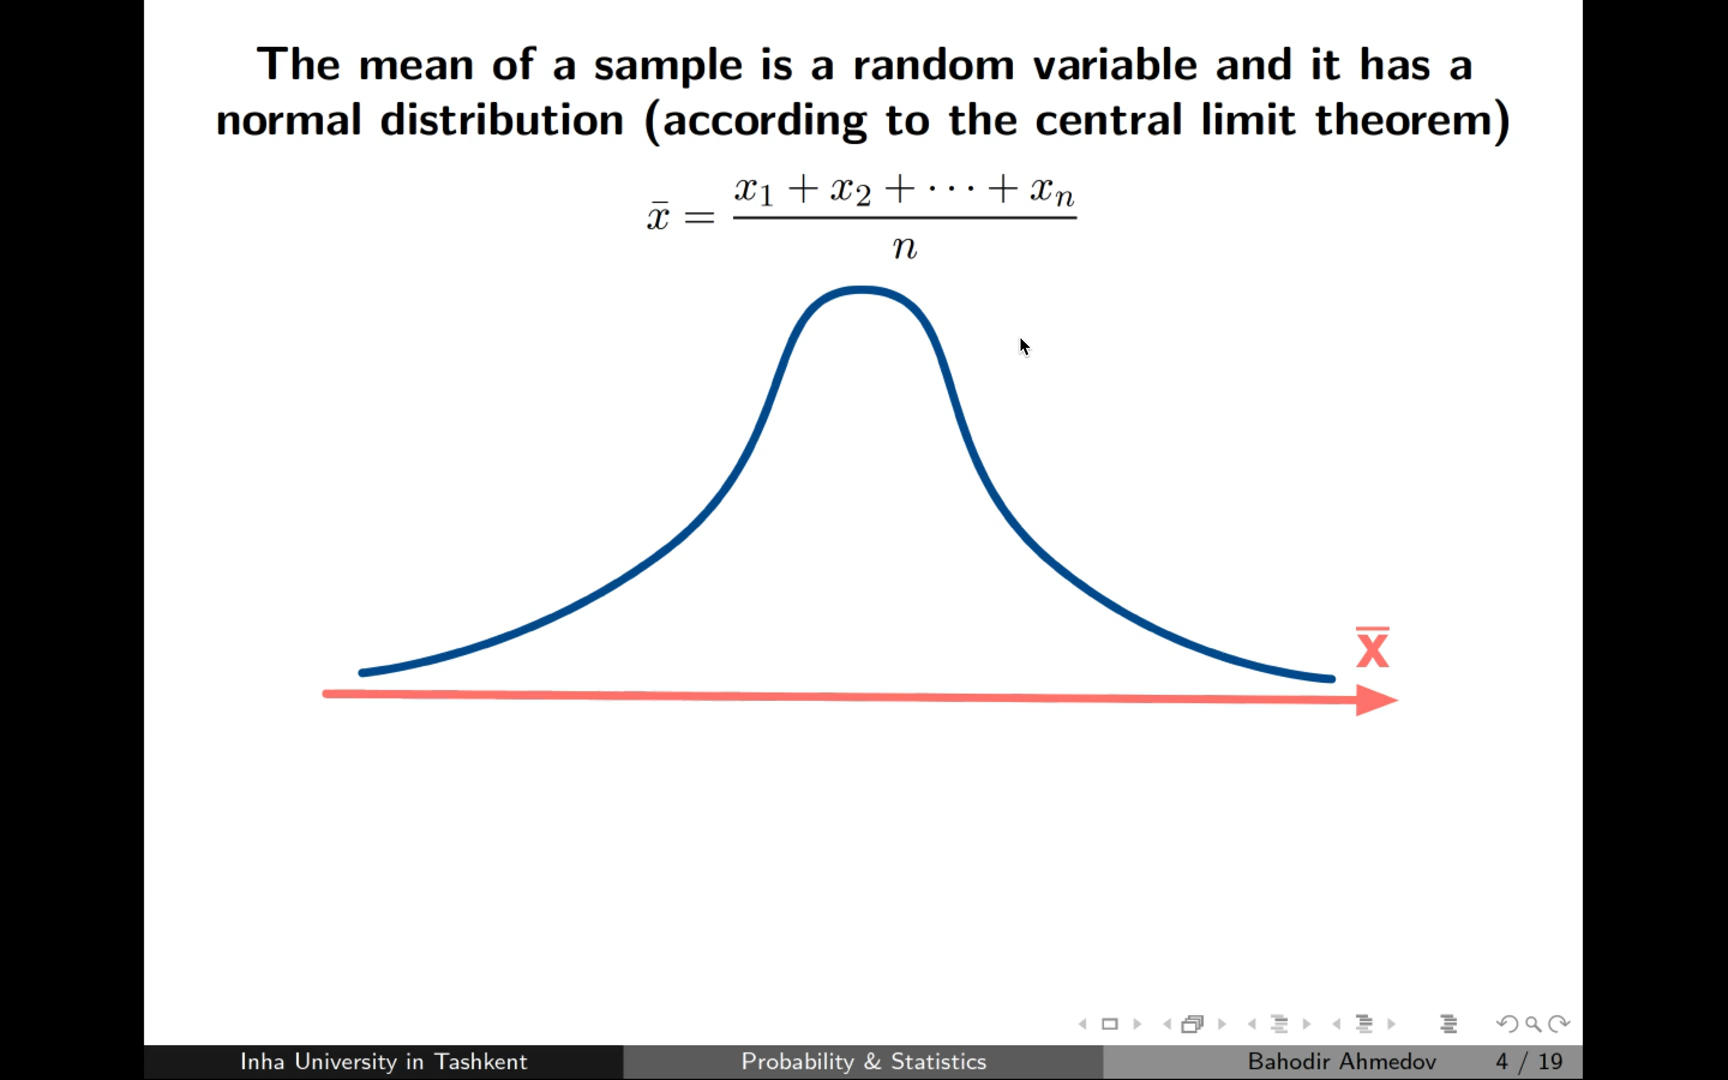 The mean of a sample is a random variable and it has a
normal distribution (according to the central limit theorem)
x̄ = (x₁ + x₂ + ··· + xₙ) / n
x̄
Inha University in Tashkent
Probability & Statistics
Bahodir Ahmedov
4 / 19